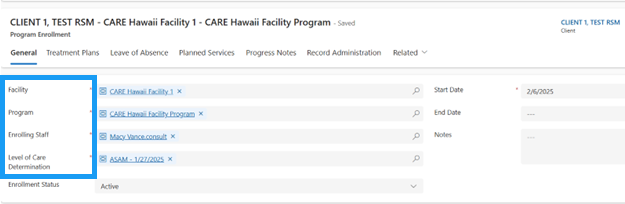 CLIENT 1, TEST RSM - CARE Hawaii Facility 1 - CARE Hawaii Facility Program - Saved
Program Enrollment
CLIENT 1, TEST RSM
Client
General Treatment Plans Leave of Absence Planned Services Progress Notes Record Administration Related
Facility * CARE Hawaii Facility 1 ×
Start Date * 2/6/2025
Program * CARE Hawaii Facility Program ×
End Date ---
Enrolling Staff * Macy Vance.consult ×
Notes ---
Level of Care
Determination * ASAM – 1/27/2025 ×
Enrollment Status Active